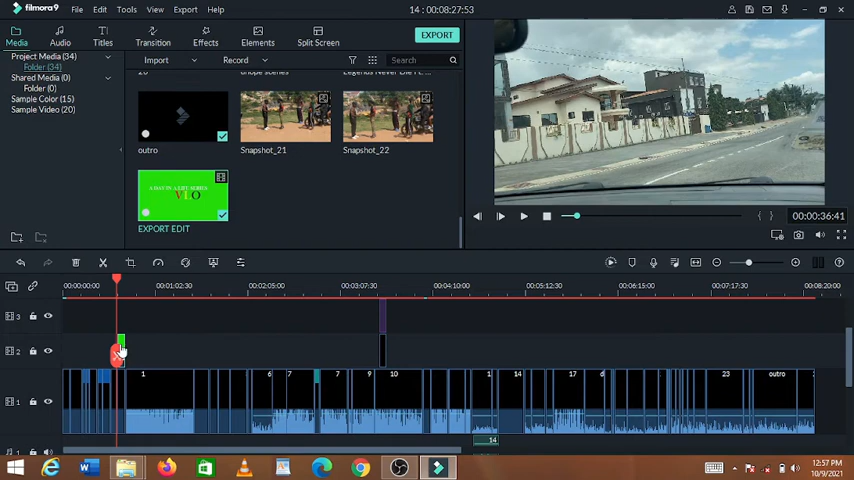 filmora9
File Edit Tools View Export Help
14 : 00:08:27:53
Media Audio Titles Transition Effects Elements Split Screen
EXPORT
Project Media (34)
Folder (34)
Shared Media (0)
Folder (0)
Sample Color (15)
Sample Video (20)
Import Record Search
outro Snapshot_21 Snapshot_22
A DAY IN A LIFE SERIES
VLO
EXPORT EDIT
00:00:36:41
00:00:00:00 00:01:02:30 00:02:05:00 00:03:07:30 00:04:10:00 00:05:12:30 00:06:15:00 00:07:17:30
3
2
1
1 6 7 7 9 10 1 14 17 6 23 outro
14
12:57 PM
10/9/2021